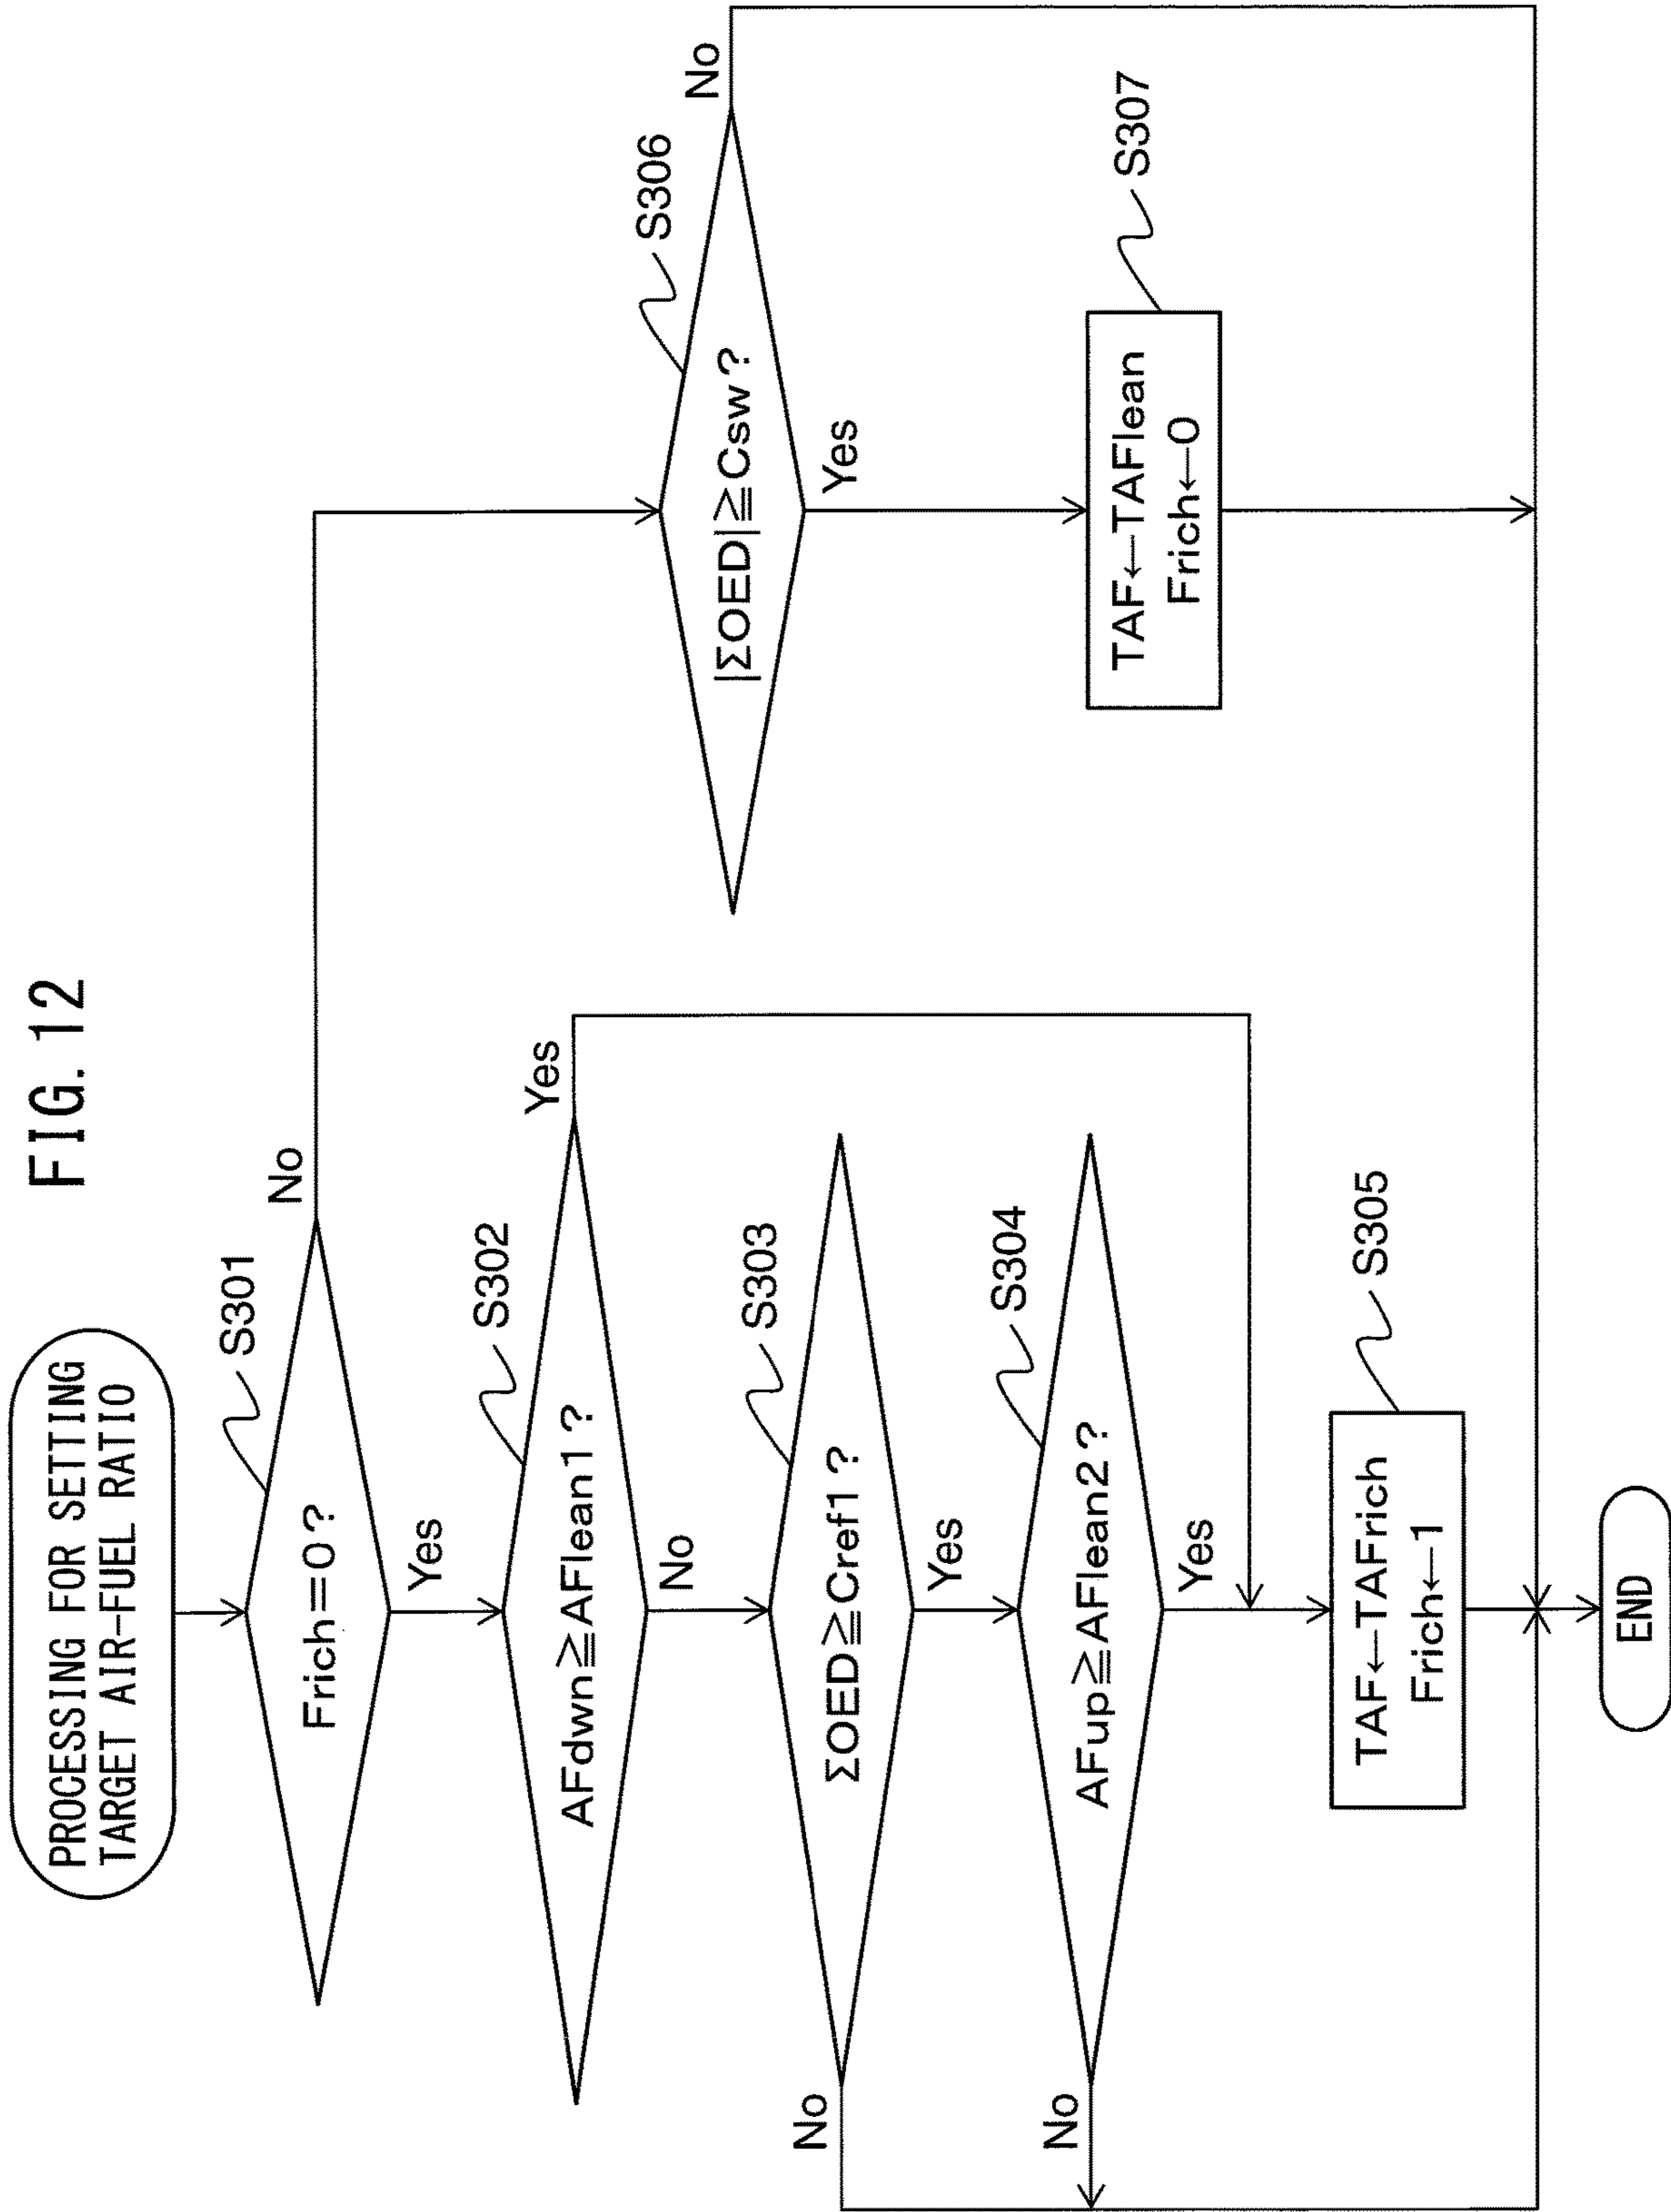 FIG. 12
PROCESSING FOR SETTING
TARGET AIR-FUEL RATIO
S301
Frich=0?
No
Yes
S302
AFdwn≧AFlean1?
Yes
No
S303
ΣOED≧Cref1?
No
Yes
S304
AFup≧AFlean2?
No
Yes
S305
TAF←TAFrich
Frich←1
S306
|ΣOED|≧Csw?
No
Yes
S307
TAF←TAFlean
Frich←0
END